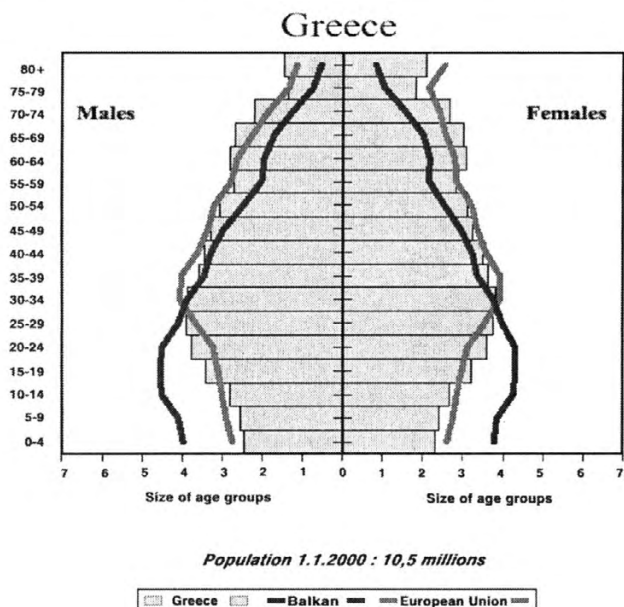 Greece
80+
75-79
70-74
65-69
60-64
55-59
50-54
45-49
40-44
35-39
30-34
25-29
20-24
15-19
10-14
5-9
0-4
Males
Females
7 6 5 4 3 2 1 0 1 2 3 4 5 6 7
Size of age groups Size of age groups
Population 1.1.2000 : 10,5 millions
Greece Balkan European Union